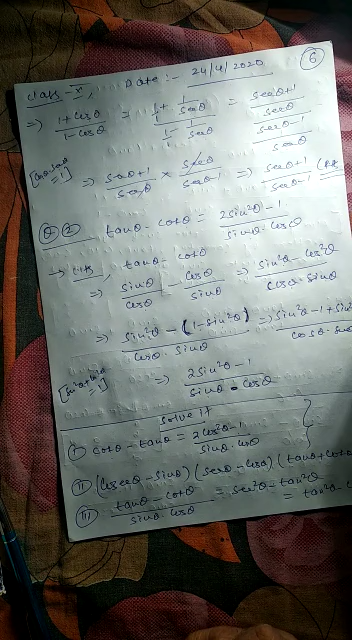 class - x, Date :- 24/4/2020 6
⇒ (1 + cosθ)/(1 - cosθ) = (1/1 + 1/secθ)/(1/1 - 1/secθ) = ((secθ+1)/secθ)/((secθ-1)/secθ)
⇒ (secθ+1)/secθ × secθ/(secθ-1) ⇒ (secθ+1)/(secθ-1)
Q 2 tanθ - cotθ = (2sin²θ-1)/(sinθ·cosθ)
→ LHS, tanθ - cotθ
⇒ sinθ/cosθ - cosθ/sinθ ⇒ (sin²θ - cos²θ)/(cosθ·sinθ)
⇒ (sin²θ - (1-sin²θ))/(cosθ·sinθ) ⇒ (sin²θ-1+sin²)/(cosθ·sinθ)
⇒ (2sin²θ-1)/(sinθ·cosθ)
solve it
I cotθ - tanθ = (2cos²θ-1)/(sinθ·cosθ)
II (cosecθ - sinθ) (secθ - cosθ) (tanθ+cotθ
III (tanθ - cotθ)/(sinθ·cosθ) = sec²θ - tan²θ
= tan²θ - c